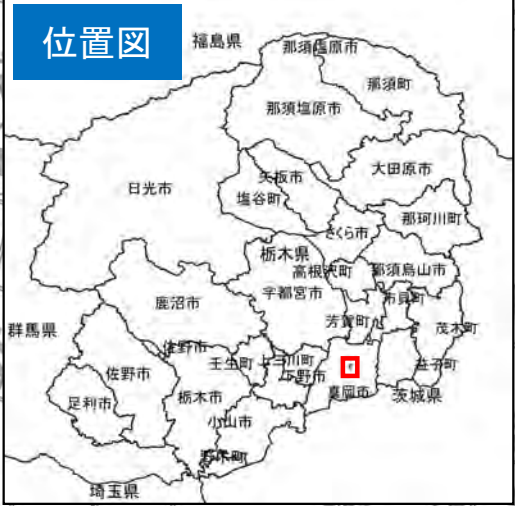 位置図
福島県
那須塩原市
那須町
那須塩原市
大田原市
矢板市
日光市
塩谷町
那珂川町
さくら市
栃木県
高根沢町
那須烏山市
宇都宮市
鹿沼市
市貝町
芳賀町
茂木町
群馬県
佐野市
壬生町
上三川町
益子町
佐野市
下野市
真岡市
茨城県
足利市
栃木市
小山市
野木町
埼玉県